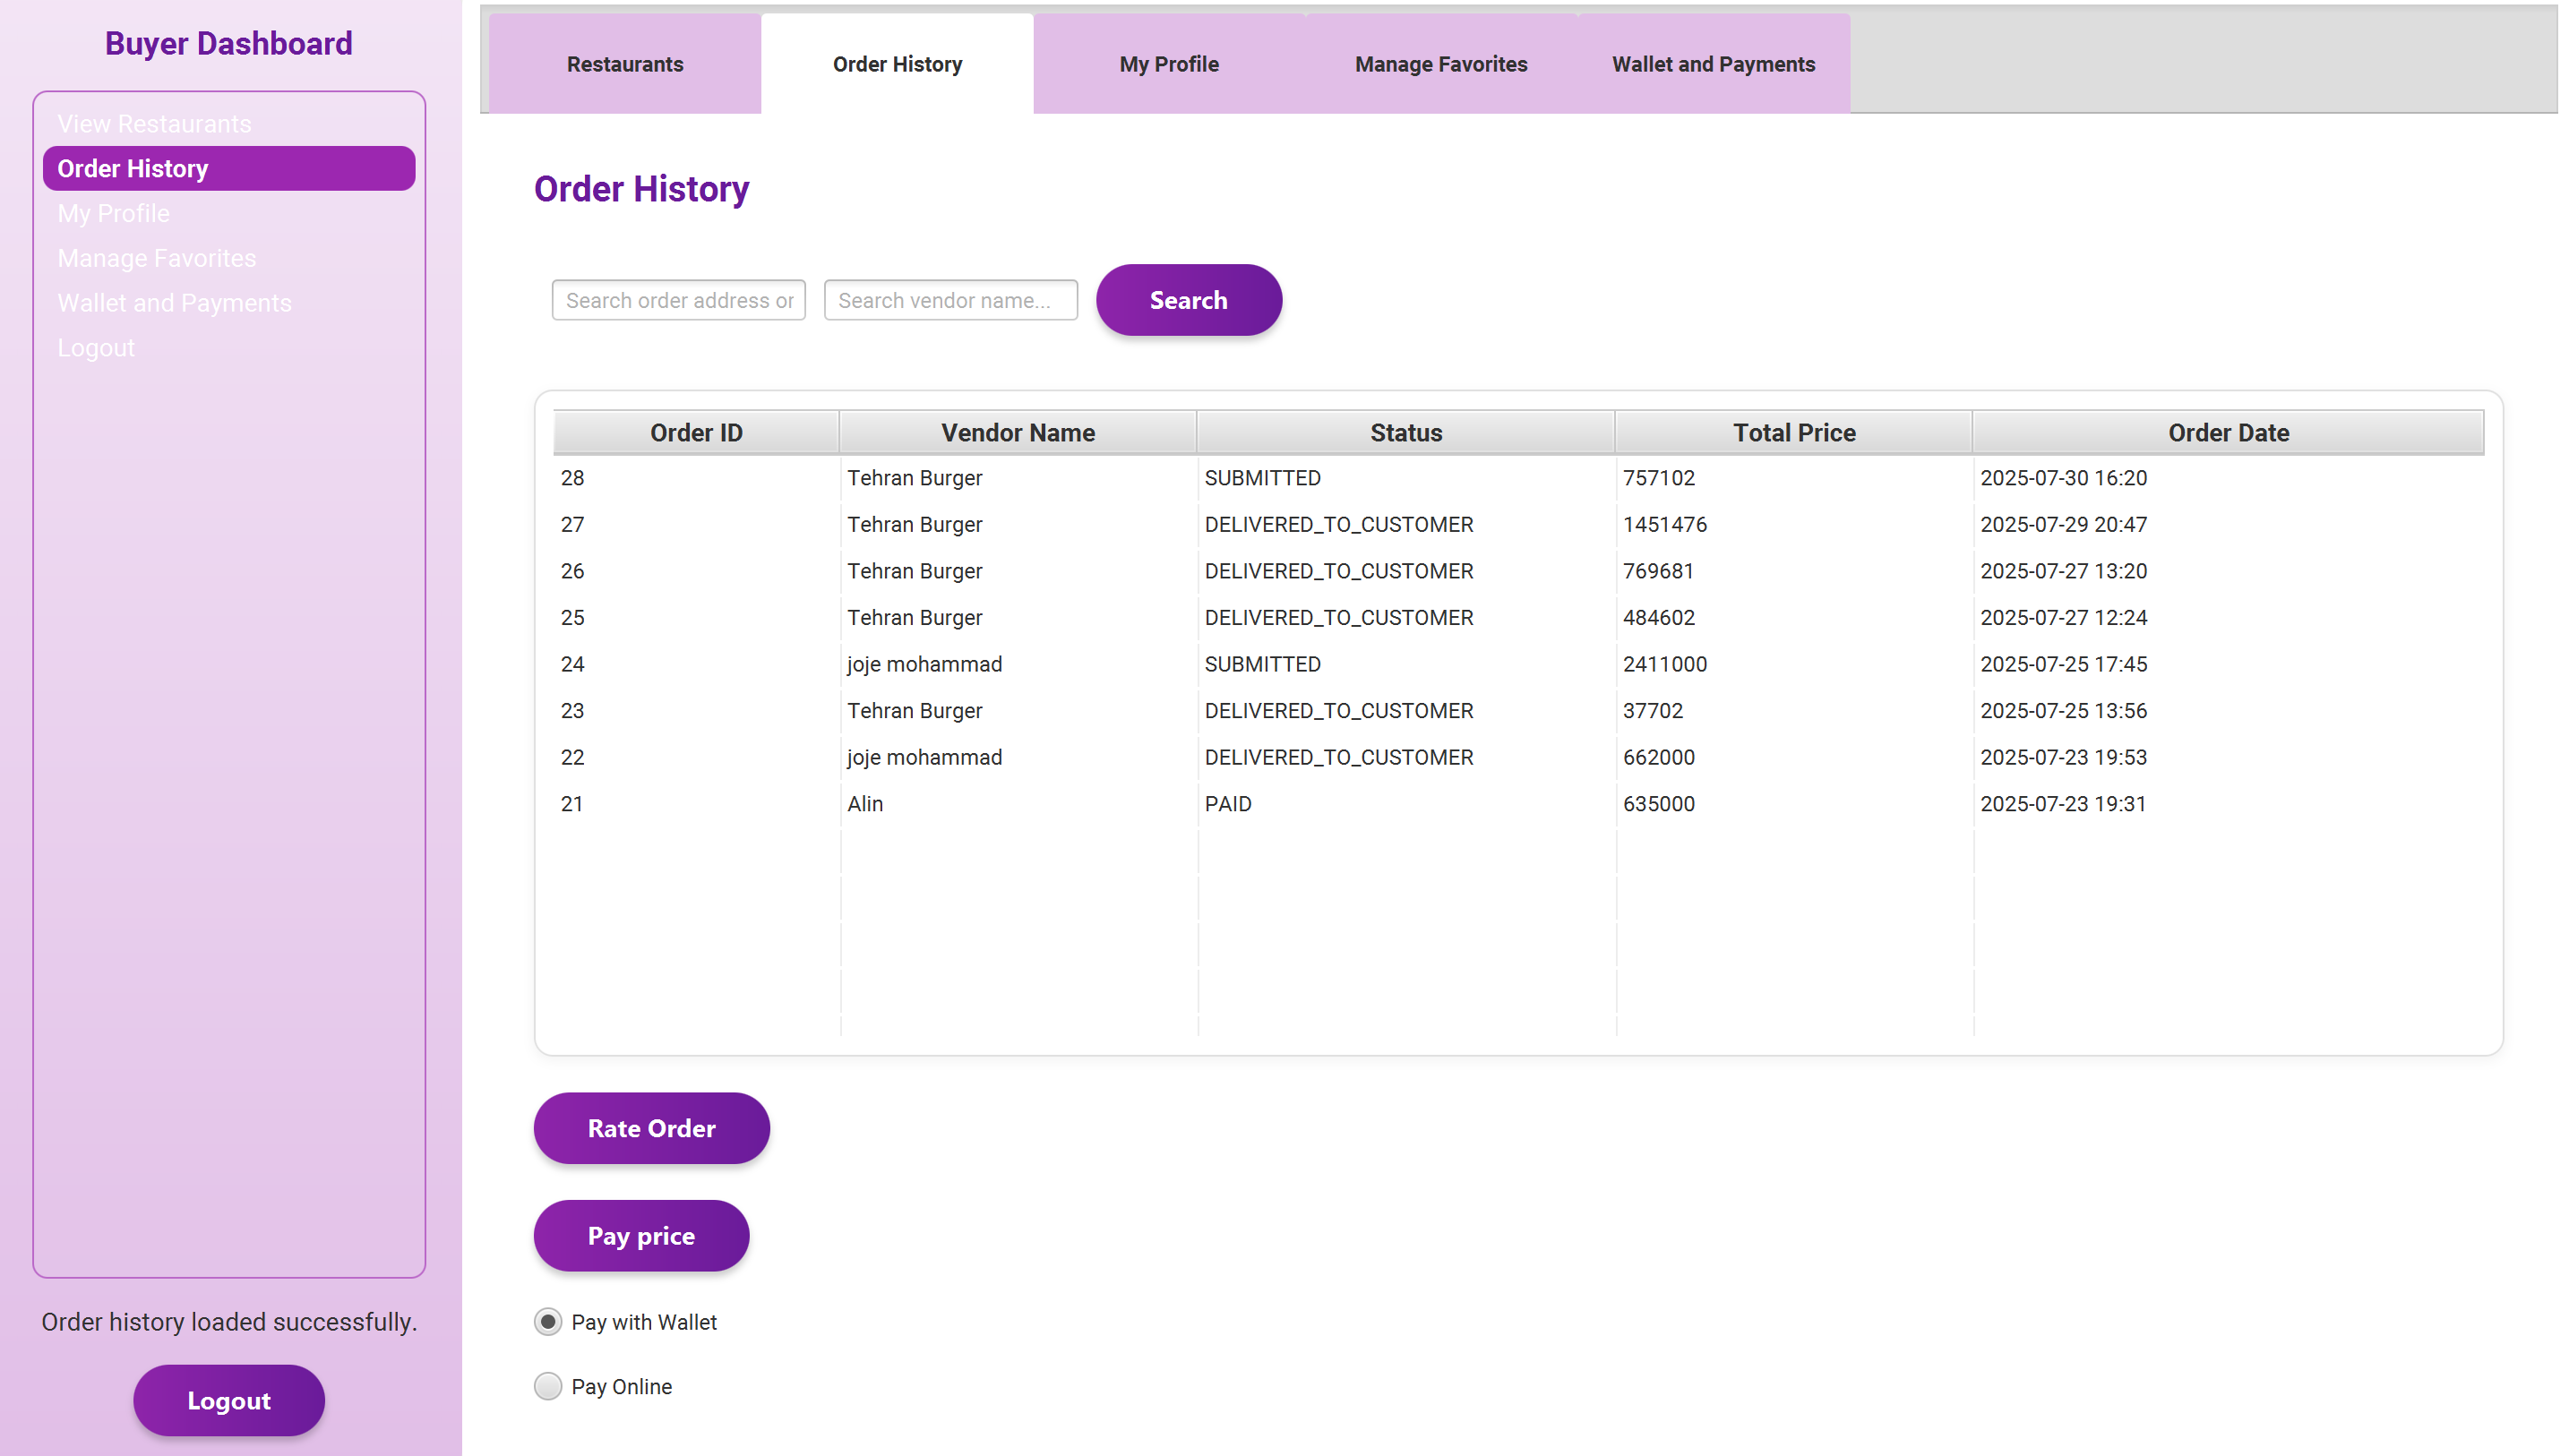 Buyer Dashboard
View Restaurants
Order History
My Profile
Manage Favorites
Wallet and Payments
Logout
Order history loaded successfully.
Logout
Restaurants Order History My Profile Manage Favorites Wallet and Payments
Order History
Search order address or Search vendor name... Search
Order ID Vendor Name Status Total Price Order Date
28 Tehran Burger SUBMITTED 757102 2025-07-30 16:20
27 Tehran Burger DELIVERED_TO_CUSTOMER 1451476 2025-07-29 20:47
26 Tehran Burger DELIVERED_TO_CUSTOMER 769681 2025-07-27 13:20
25 Tehran Burger DELIVERED_TO_CUSTOMER 484602 2025-07-27 12:24
24 joje mohammad SUBMITTED 2411000 2025-07-25 17:45
23 Tehran Burger DELIVERED_TO_CUSTOMER 37702 2025-07-25 13:56
22 joje mohammad DELIVERED_TO_CUSTOMER 662000 2025-07-23 19:53
21 Alin PAID 635000 2025-07-23 19:31
Rate Order
Pay price
Pay with Wallet
Pay Online